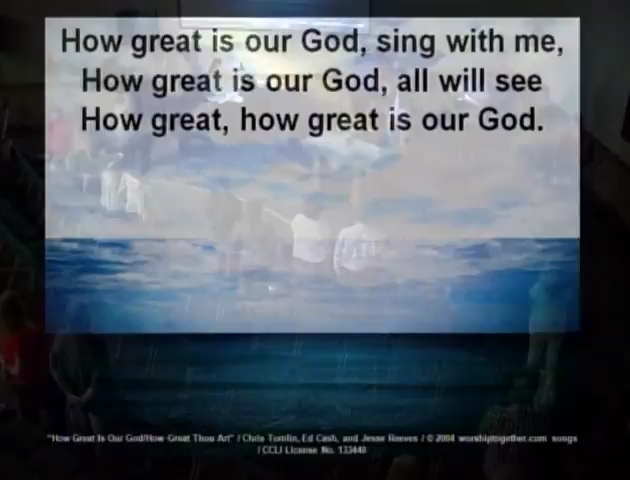 How great is our God, sing with me,
How great is our God, all will see
How great, how great is our God.
"How Great Is Our God/How Great Thou Art" / Chris Tomlin, Ed Cash, and Jesse Reeves / © 2004 worshiptogether.com songs
/ CCLI License No. 133440